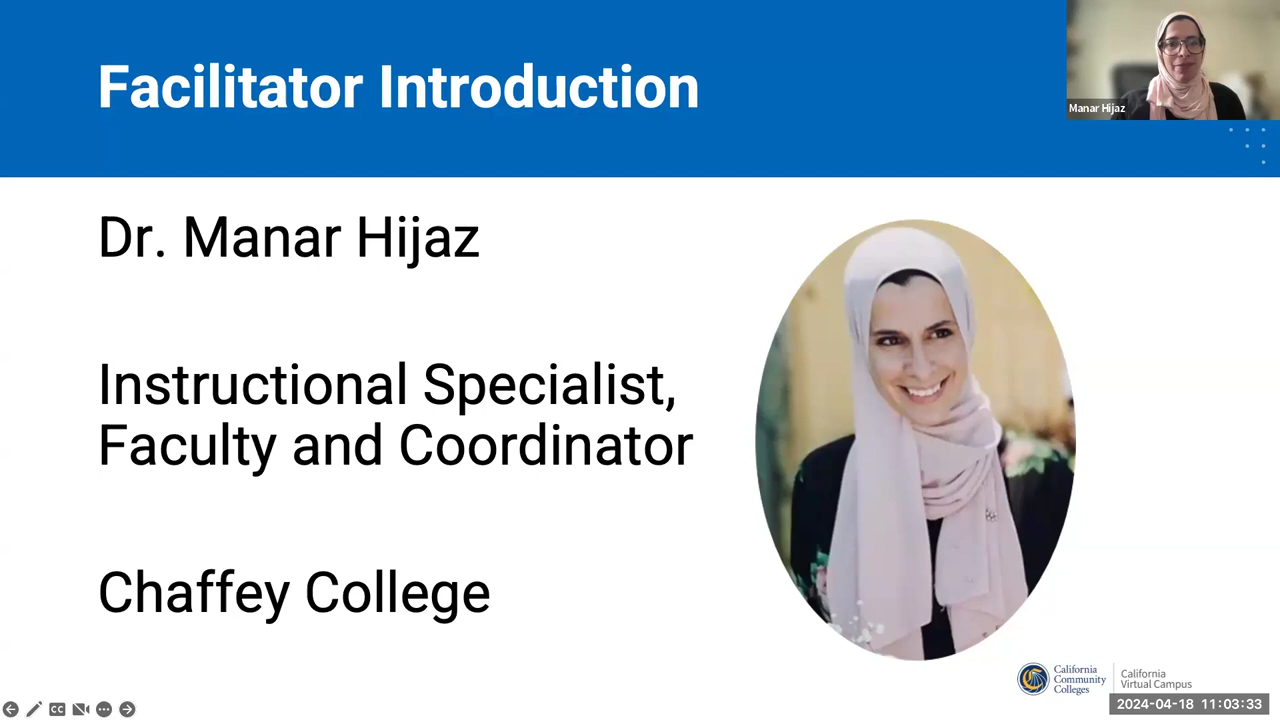 Facilitator Introduction
Manar Hijaz
Dr. Manar Hijaz
Instructional Specialist,
Faculty and Coordinator
Chaffey College
California
Community
Colleges
California
Virtual Campus
CC
2024-04-18 11:03:33